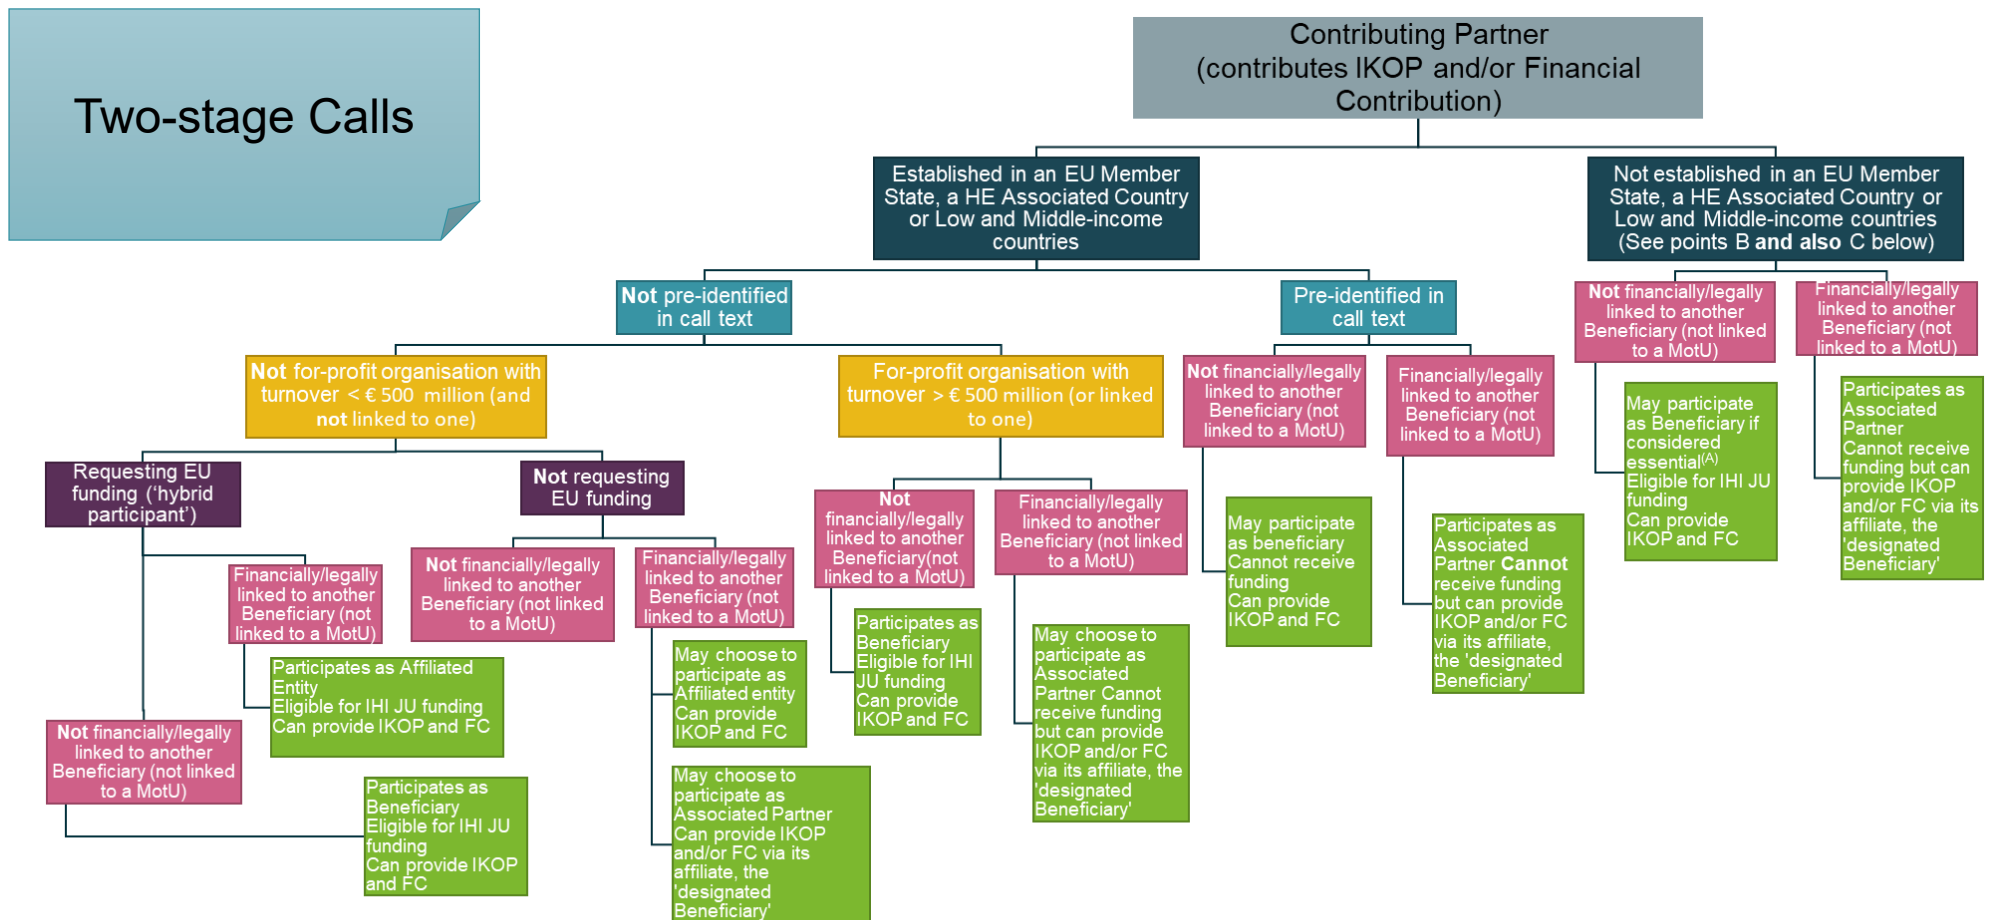 Two-stage Calls
Contributing Partner
(contributes IKOP and/or Financial
Contribution)
Established in an EU Member
State, a HE Associated Country
or Low and Middle-income
countries
Not established in an EU Member
State, a HE Associated Country or
Low and Middle-income countries
(See points B and also C below)
Not pre-identified
in call text
Pre-identified in
call text
Not financially/legally
linked to another
Beneficiary (not linked
to a MotU)
Financially/legally
linked to another
Beneficiary (not
linked to a MotU)
Not for-profit organisation with
turnover < € 500 million (and
not linked to one)
For-profit organisation with
turnover > € 500 million (or linked
to one)
Not financially/legally
linked to another
Beneficiary (not
linked to a MotU)
Financially/legally
linked to another
Beneficiary (not
linked to a MotU)
May participate
as Beneficiary if
considered
essential(A)
Eligible for IHI JU
funding
Can provide
IKOP and FC
Participates as
Associated
Partner
Cannot receive
funding but can
provide IKOP
and/or FC via its
affiliate, the
'designated
Beneficiary'
Requesting EU
funding (‘hybrid
participant’)
Not requesting
EU funding
Not
financially/legally
linked to another
Beneficiary(not
linked to a MotU)
Financially/legally
linked to another
Beneficiary (not linked
to a MotU)
May participate
as beneficiary
Cannot receive
funding
Can provide
IKOP and FC
Participates as
Associated
Partner Cannot
receive funding
but can provide
IKOP and/or FC
via its affiliate,
the 'designated
Beneficiary'
Financially/legally
linked to another
Beneficiary (not
linked to a MotU)
Not financially/legally
linked to another
Beneficiary (not linked
to a MotU)
Financially/legally
linked to another
Beneficiary (not
linked to a MotU)
Participates as
Beneficiary
Eligible for IHI
JU funding
Can provide
IKOP and FC
May choose to
participate as
Associated
Partner Cannot
receive funding
but can provide
IKOP and/or FC
via its affiliate, the
'designated
Beneficiary'
Participates as Affiliated
Entity
Eligible for IHI JU funding
Can provide IKOP and FC
May choose to
participate as
Affiliated entity
Can provide
IKOP and FC
Not financially/legally
linked to another
Beneficiary (not linked
to a MotU)
Participates as
Beneficiary
Eligible for IHI JU
funding
Can provide IKOP
and FC
May choose to
participate as
Associated Partner
Can provide IKOP
and/or FC via its
affiliate, the
'designated
Beneficiary'